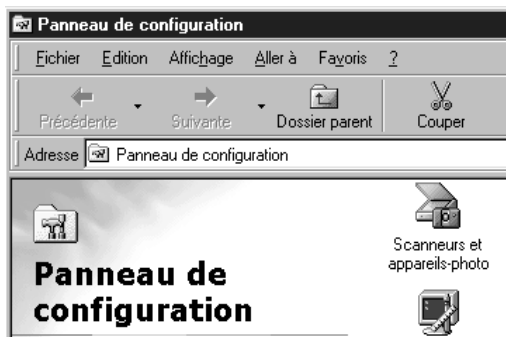 Panneau de configuration
Fichier Edition Affichage Aller à Favoris ?
Précédente Suivante Dossier parent Couper
Adresse Panneau de configuration
Scanneurs et
appareils-photo
Panneau de
configuration